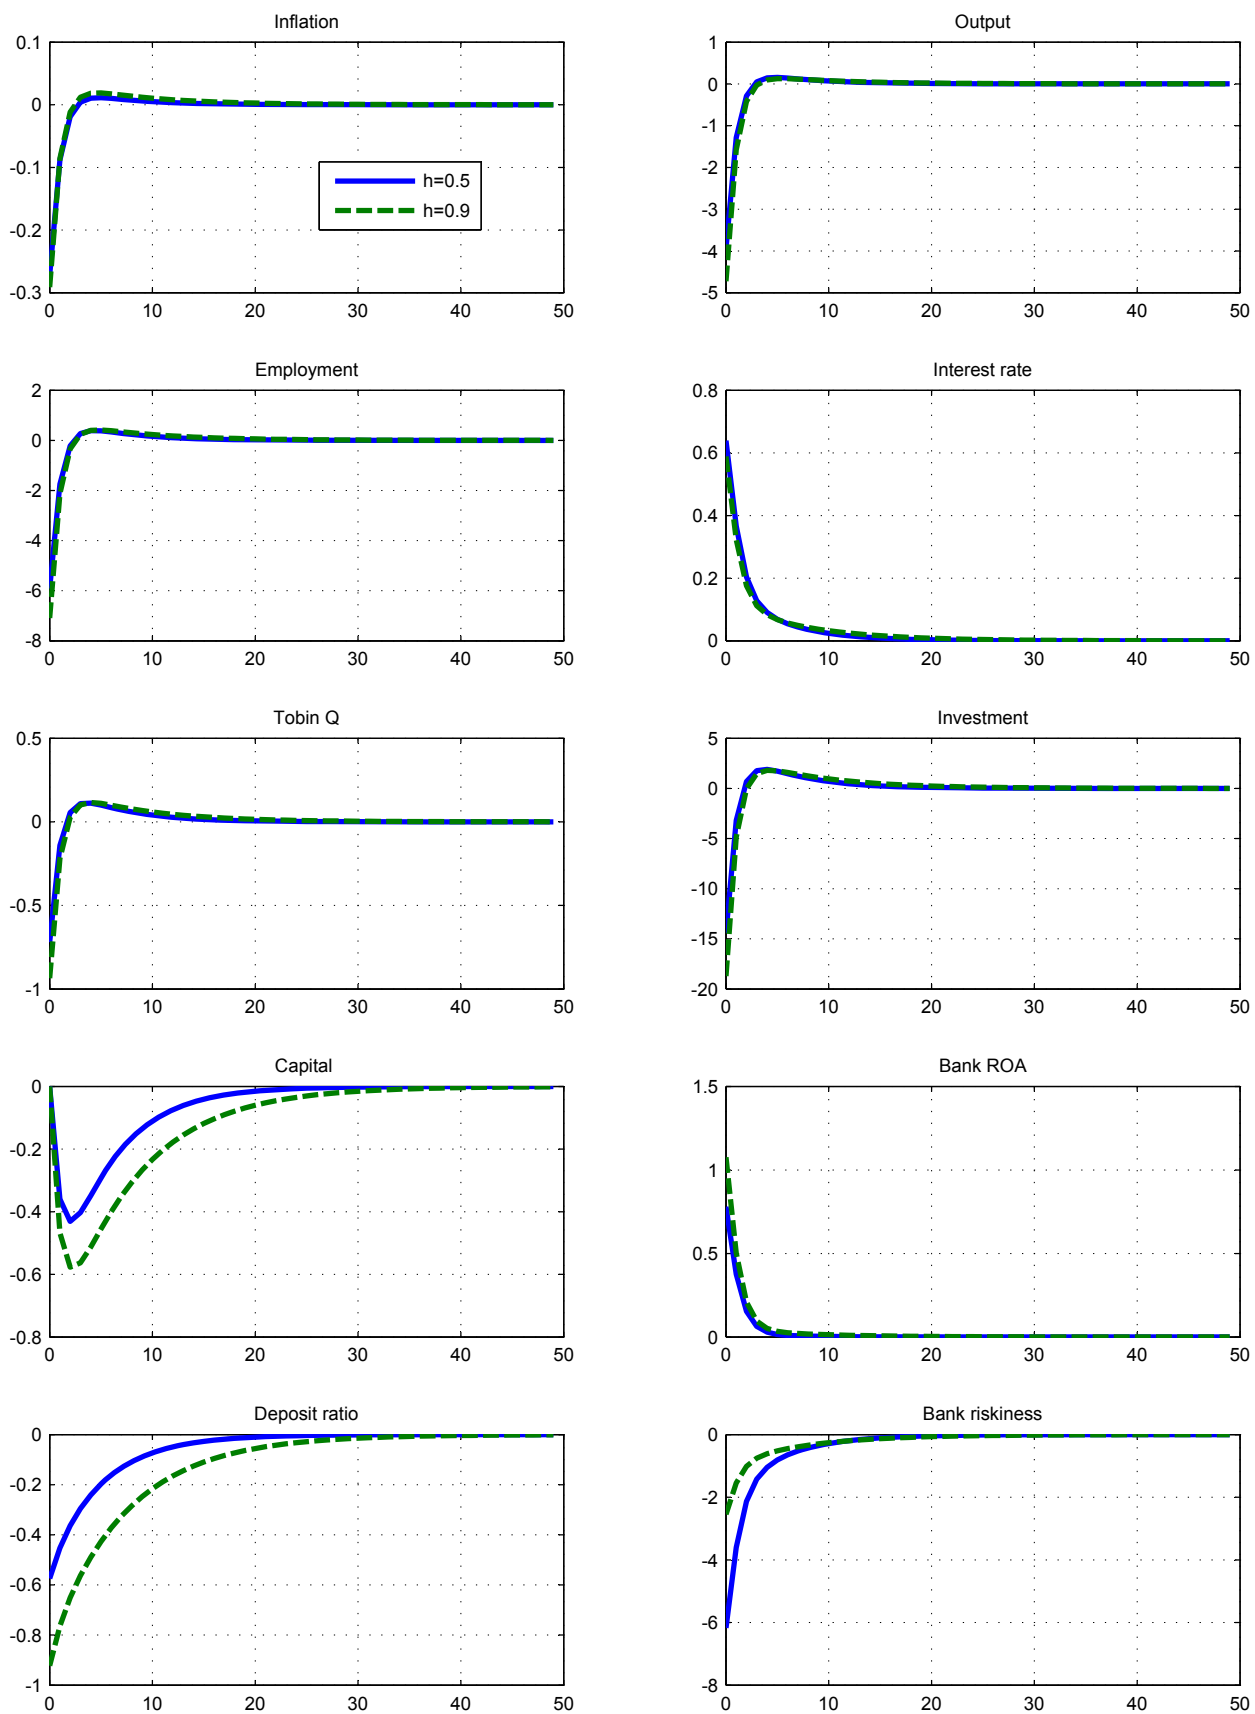 Inflation
0.1
0
-0.1
-0.2
-0.3
0 10 20 30 40 50
h=0.5
h=0.9
Output
1
0
-1
-2
-3
-4
-5
0 10 20 30 40 50
Employment
2
0
-2
-4
-6
-8
0 10 20 30 40 50
Interest rate
0.8
0.6
0.4
0.2
0
0 10 20 30 40 50
Tobin Q
0.5
0
-0.5
-1
0 10 20 30 40 50
Investment
5
0
-5
-10
-15
-20
0 10 20 30 40 50
Capital
0
-0.2
-0.4
-0.6
-0.8
0 10 20 30 40 50
Bank ROA
1.5
1
0.5
0
0 10 20 30 40 50
Deposit ratio
0
-0.2
-0.4
-0.6
-0.8
-1
0 10 20 30 40 50
Bank riskiness
0
-2
-4
-6
-8
0 10 20 30 40 50